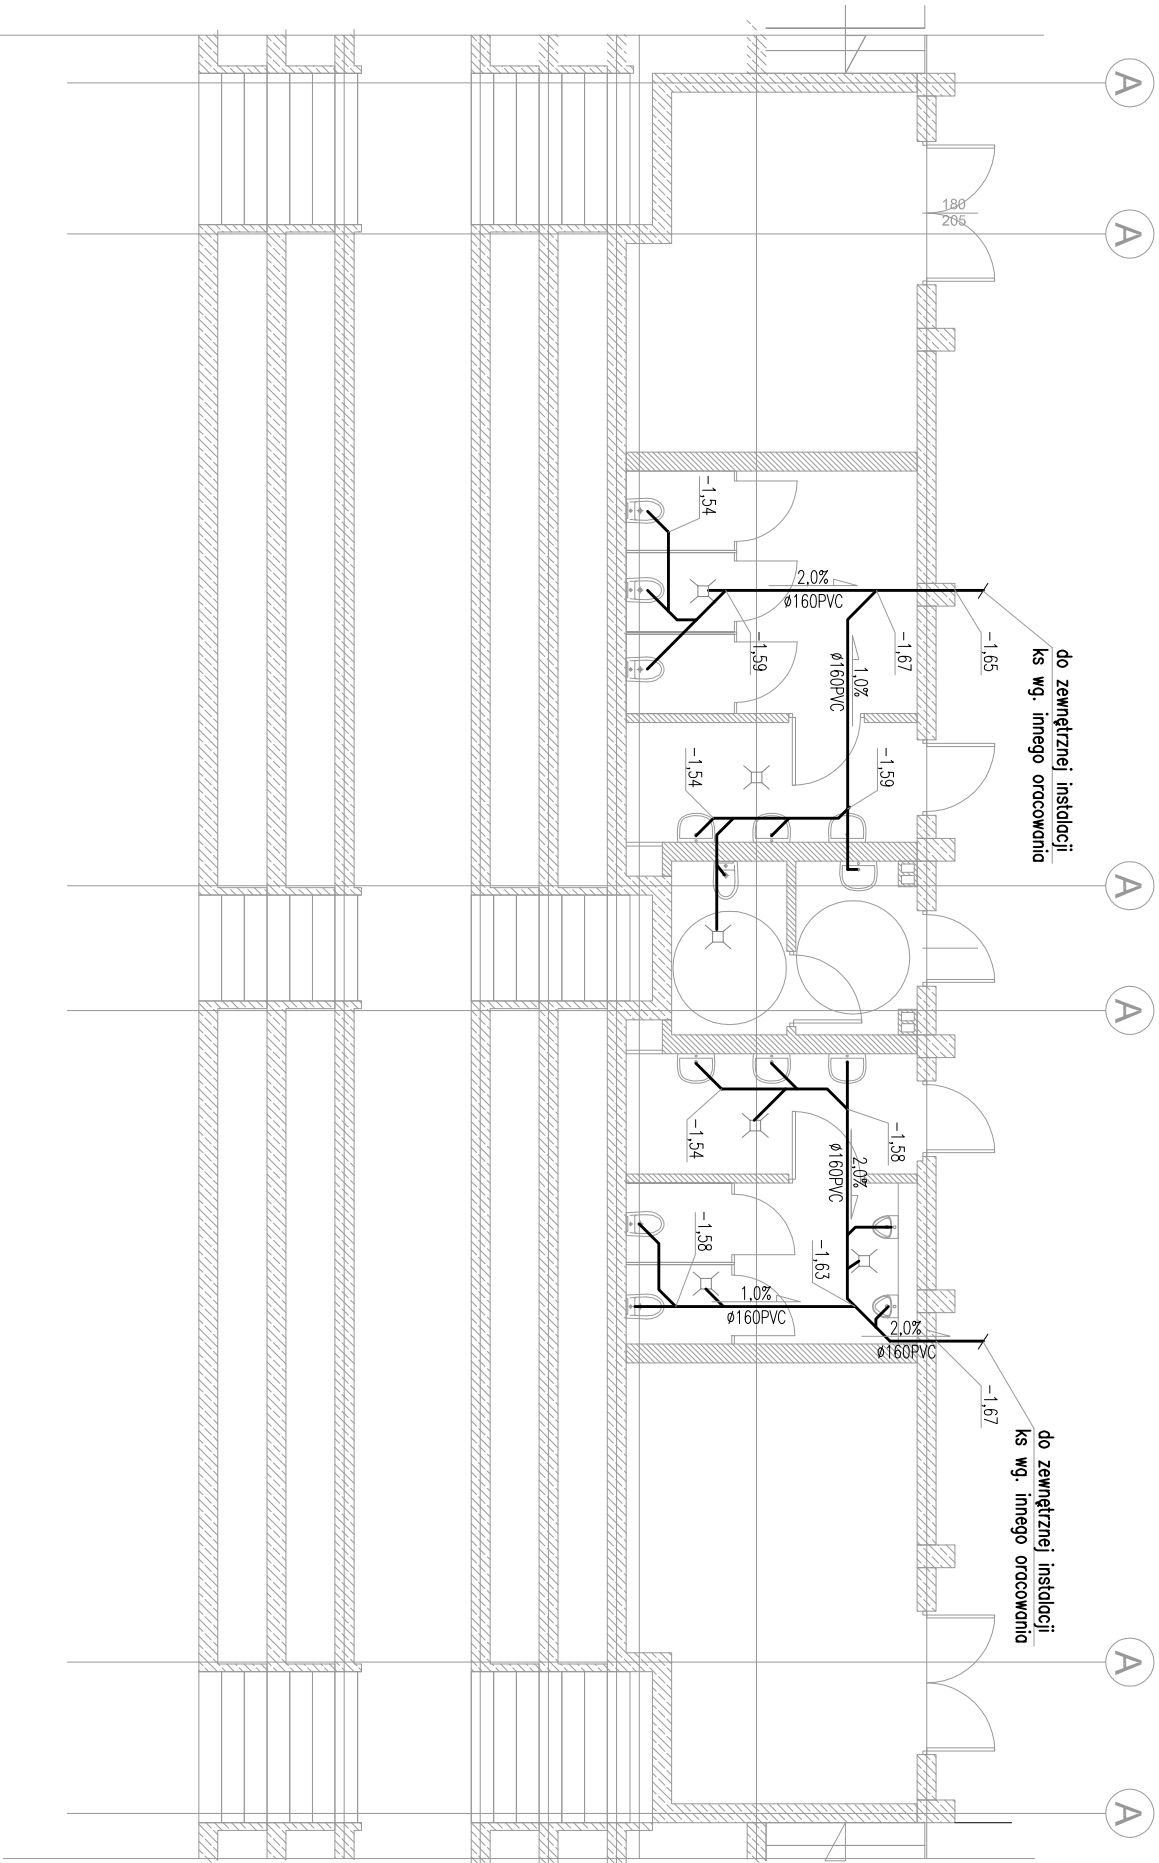 A
180
205
A
-1,54
2,0%
ø160PVC
-1,59
-1,67
-1,65
do zewnętrznej instalacji
ks wg. innego oracowania
1,0%
ø160PVC
-1,54
-1,59
A
A
-1,54
-1,58
2,0%
ø160PVC
-1,58
-1,63
1,0%
ø160PVC
2,0%
ø160PVC
-1,67
do zewnętrznej instalacji
ks wg. innego oracowania
A
A